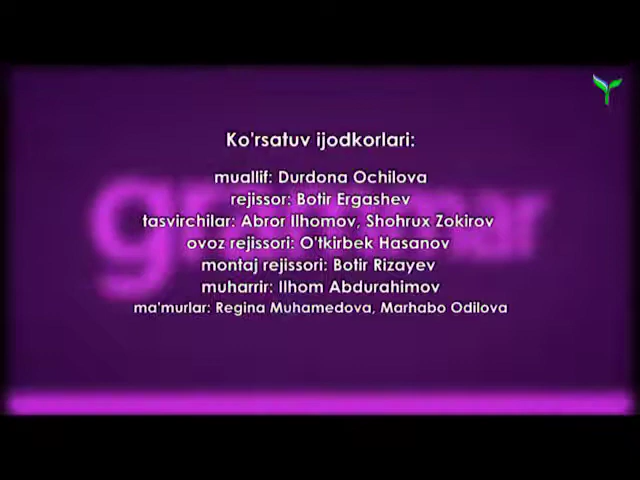 Ko'rsatuv ijodkorlari:
muallif: Durdona Ochilova
rejissor: Botir Ergashev
tasvirchilar: Abror Ilhomov, Shohrux Zokirov
ovoz rejissori: O'tkirbek Hasanov
montaj rejissori: Botir Rizayev
muharrir: Ilhom Abdurahimov
ma'murlar: Regina Muhamedova, Marhabo Odilova
grammar